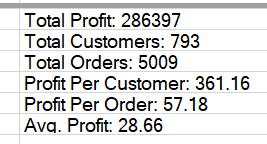 Total Profit: 286397
Total Customers: 793
Total Orders: 5009
Profit Per Customer: 361.16
Profit Per Order: 57.18
Avg. Profit: 28.66